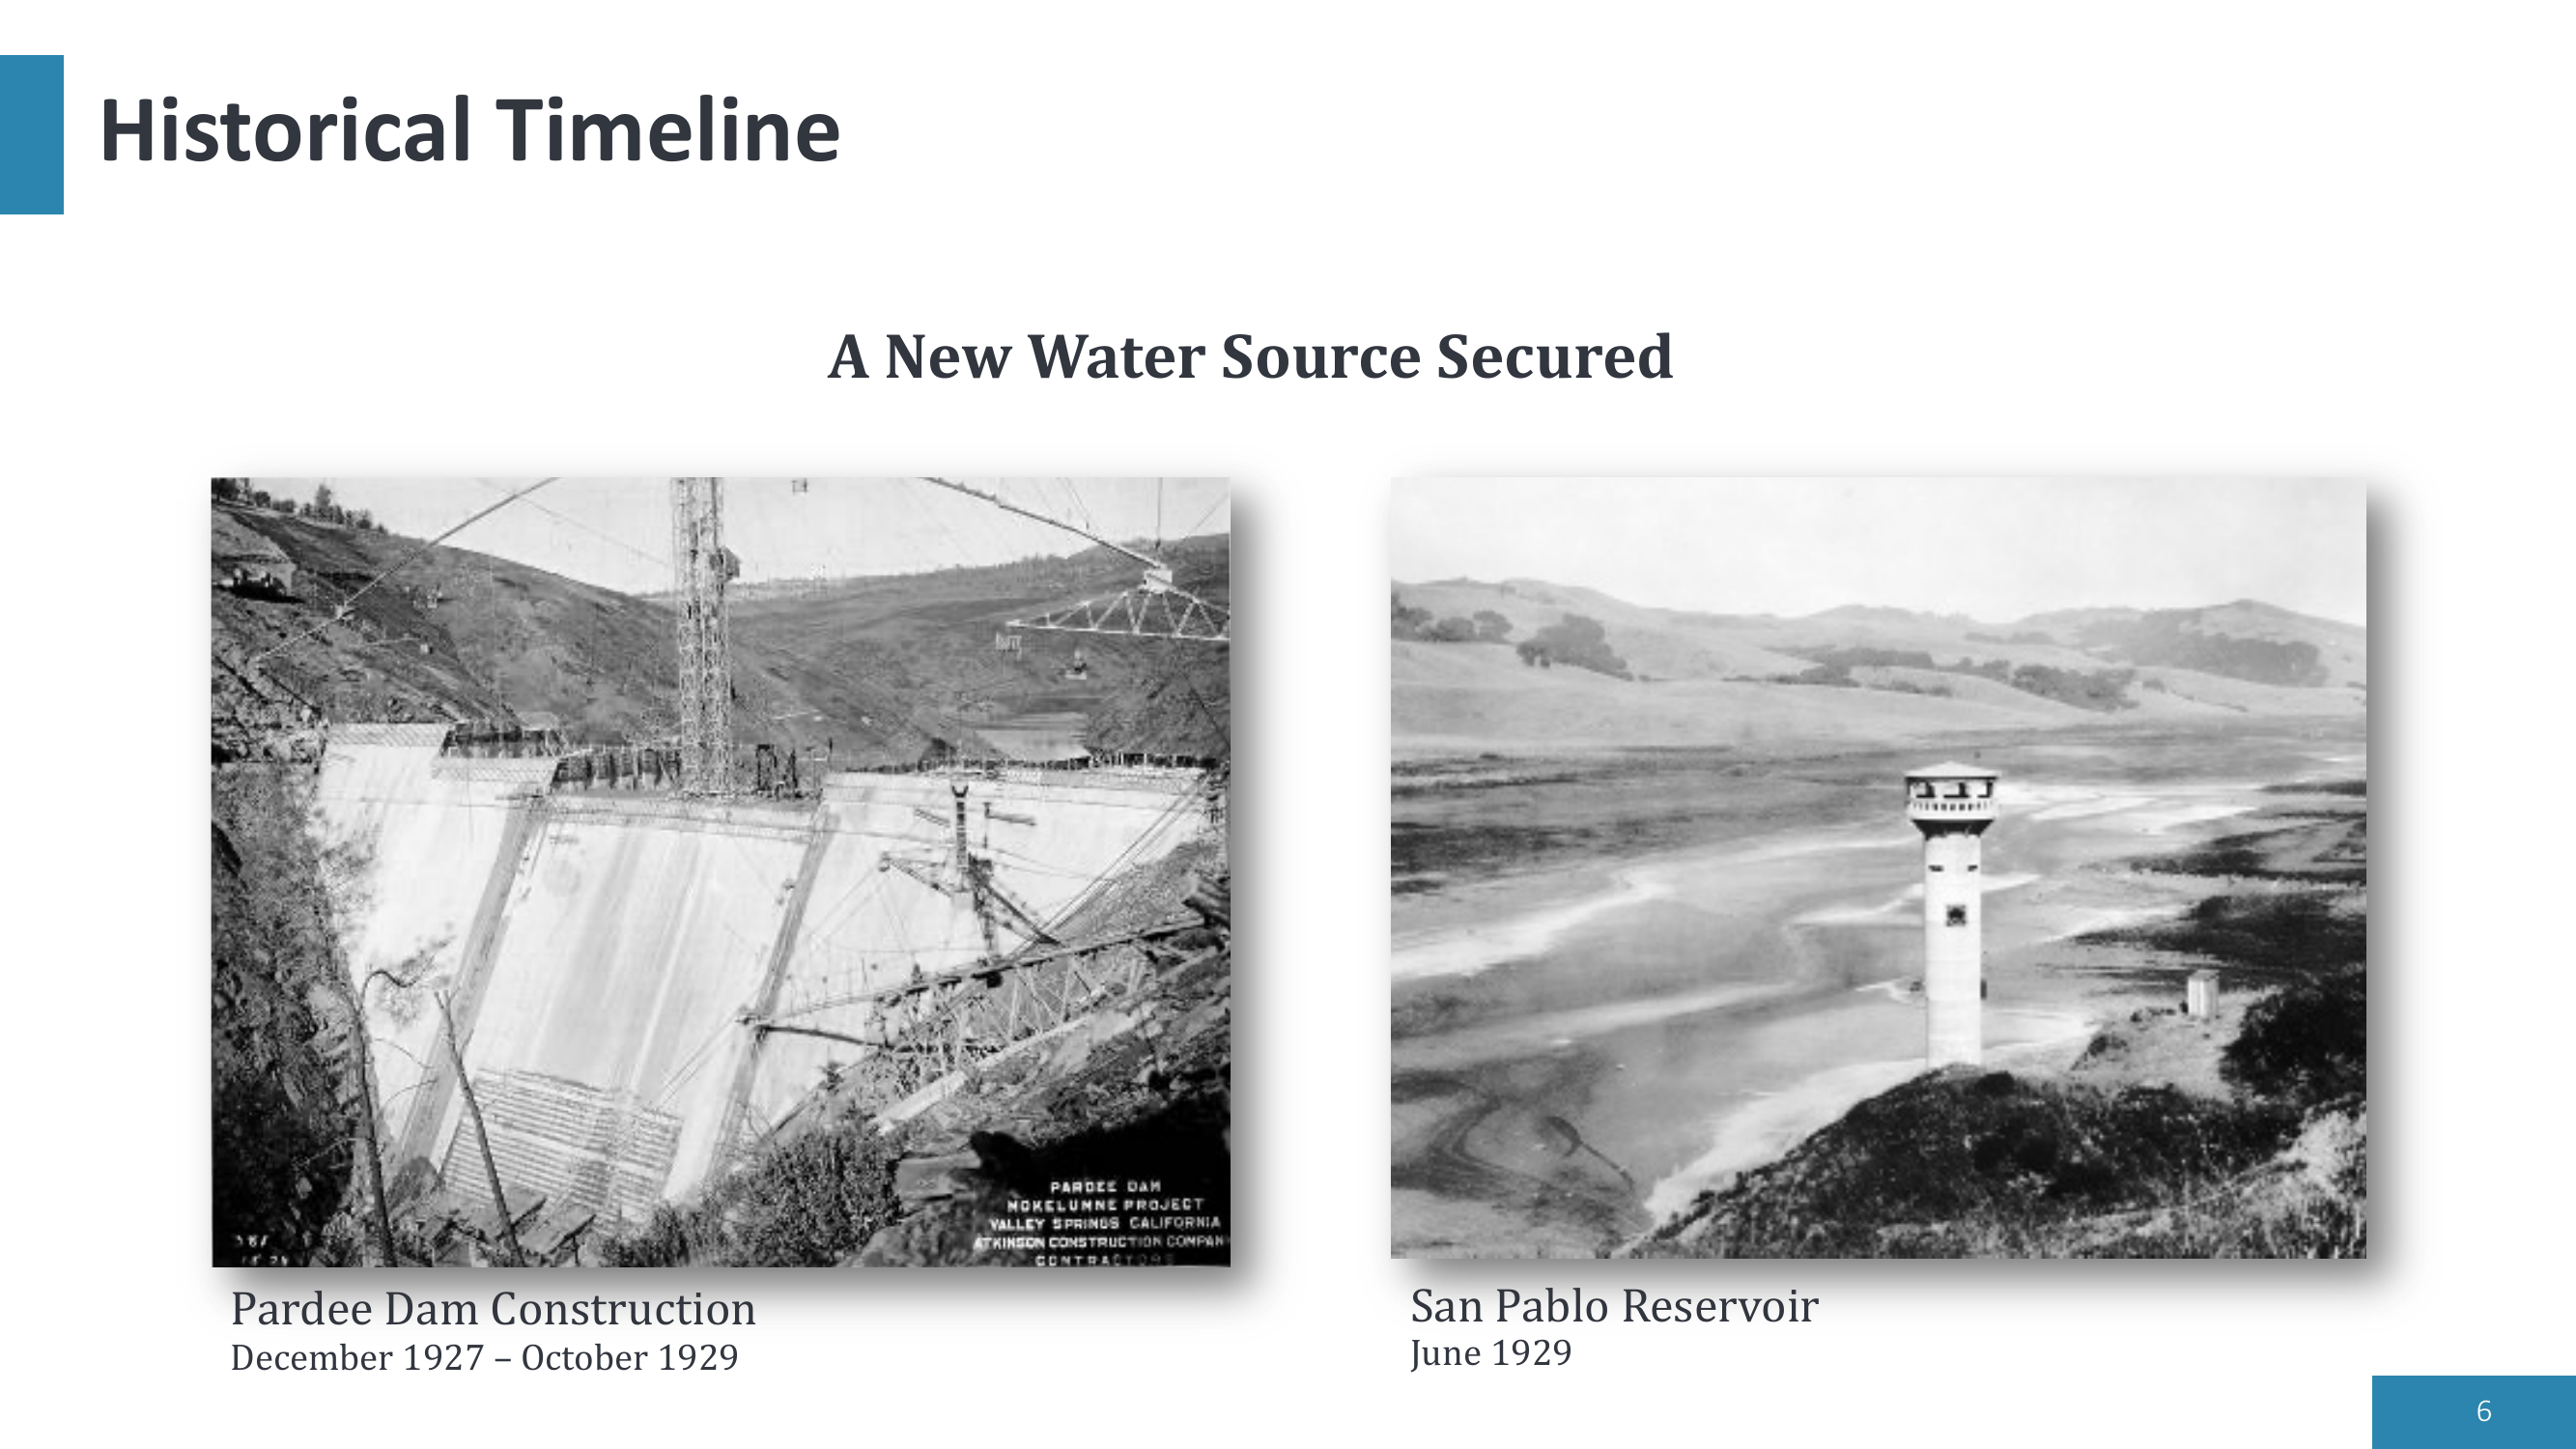 Historical Timeline
A New Water Source Secured
PARDEE DAM
MOKELUMNE PROJECT
VALLEY SPRINGS CALIFORNIA
ATKINSON CONSTRUCTION COMPAN
CONTRACTORS
Pardee Dam Construction
December 1927 – October 1929
San Pablo Reservoir
June 1929
6